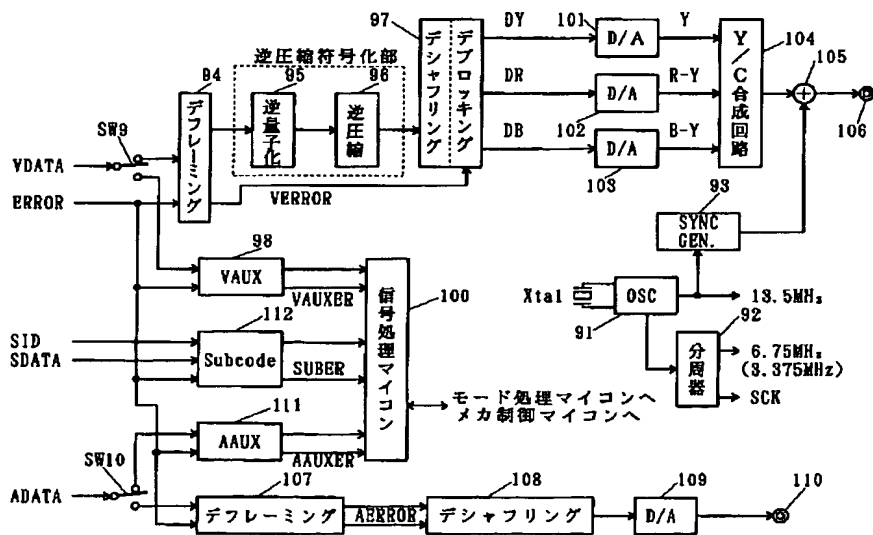 97
DY
101
Y
逆圧縮符号化部
94
95
96
デフレーミング
逆量子化
逆圧縮
デシャフリング
デブロッキング
D/A
104
105
Y/C合成回路
DR
R-Y
D/A
102
106
DB
B-Y
D/A
103
SW9
VDATA
ERROR
VERROR
93
SYNC
GEN.
98
VAUX
VAUXER
100
信号処理マイコン
Xtal
OSC
91
13.5MHz
92
分周器
6.75MHz
(3.375MHz)
SCK
112
SID
SDATA
Subcode
SUBER
モード処理マイコンへ
メカ制御マイコンへ
111
AAUX
AAUXER
SW10
ADATA
107
デフレーミング
AERROR
108
デシャフリング
109
D/A
110